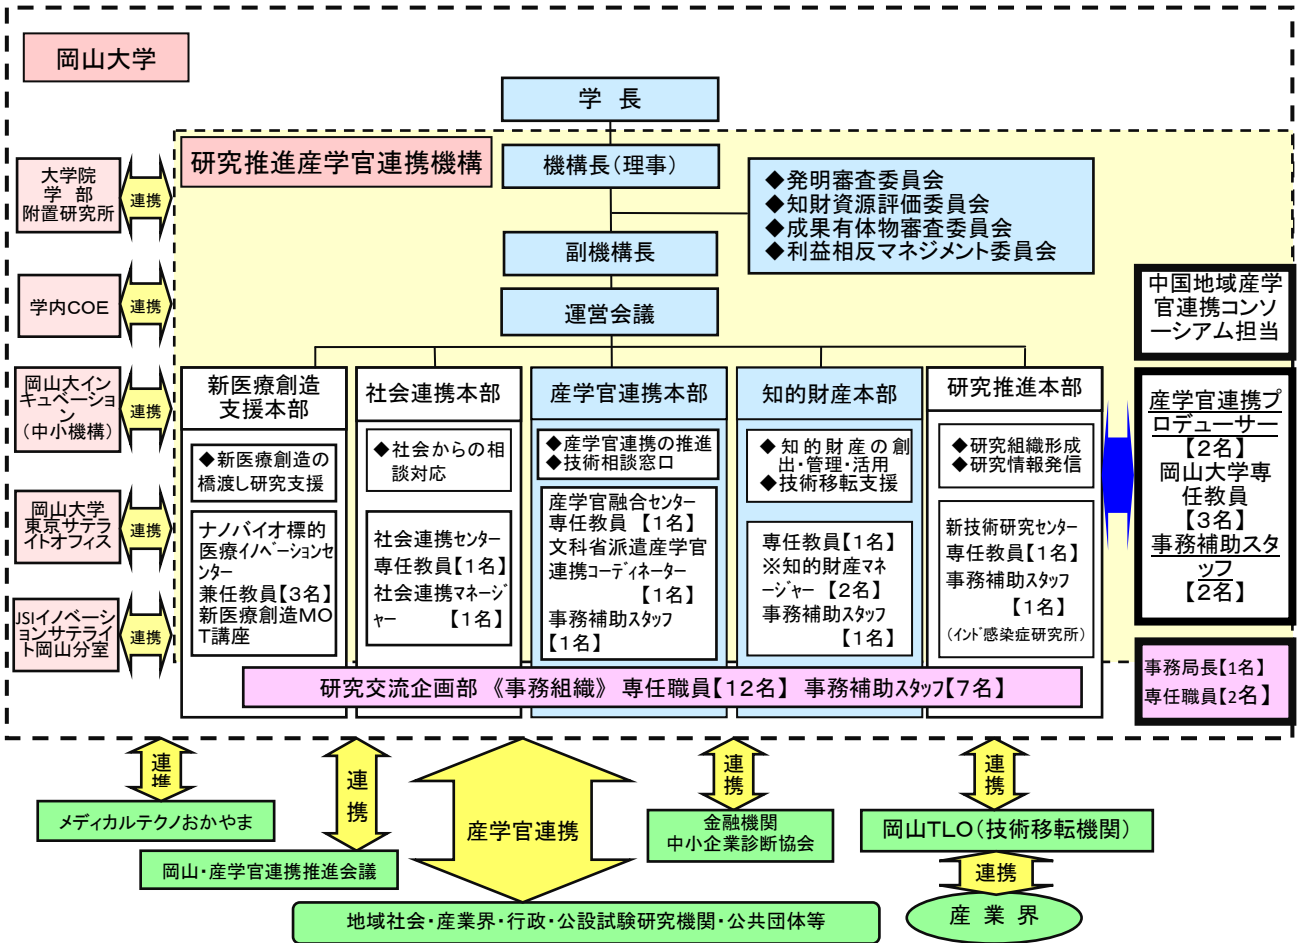 岡山大学
学 長
研究推進産学官連携機構
機構長(理事)
◆発明審査委員会
◆知財資源評価委員会
◆成果有体物審査委員会
◆利益相反マネジメント委員会
副機構長
運営会議
大学院
学 部
附置研究所
連携
学内COE
連携
岡山大イン
キュベーショ
ン
(中小機構)
連携
岡山大学
東京サテラ
イトオフィス
連携
JSIイノベーシ
ョンサテライ
ト岡山分室
連携
新医療創造
支援本部
◆新医療創造の
橋渡し研究支援
ナノバイオ標的
医療イノベーションセ
ンター
兼任教員【3名】
新医療創造MO
T講座
社会連携本部
◆社会からの相
談対応
社会連携センター
専任教員【1名】
社会連携マネージ
ャー 【1名】
産学官連携本部
◆産学官連携の推進
◆技術相談窓口
産学官融合センター
専任教員 【1名】
文科省派遣産学官
連携コーディネーター
【1名】
事務補助スタッフ
【1名】
知的財産本部
◆知的財産の創
出・管理・活用
◆技術移転支援
専任教員【1名】
※知的財産マネ
ージャー 【2名】
事務補助スタッフ
【1名】
研究推進本部
◆研究組織形成
◆研究情報発信
新技術研究センター
専任教員【1名】
事務補助スタッフ
【1名】
(インド感染症研究所)
中国地域産学
官連携コンソ
ーシアム担当
産学官連携プ
ロデューサー
【2名】
岡山大学専
任教員
【3名】
事務補助スタ
ッフ
【2名】
研究交流企画部 《事務組織》 専任職員【12名】 事務補助スタッフ【7名】
事務局長【1名】
専任職員【2名】
連
携
メディカルテクノおかやま
連
携
岡山・産学官連携推進会議
産学官連携
地域社会・産業界・行政・公設試験研究機関・公共団体等
連
携
金融機関
中小企業診断協会
連
携
岡山TLO(技術移転機関)
連携
産 業 界